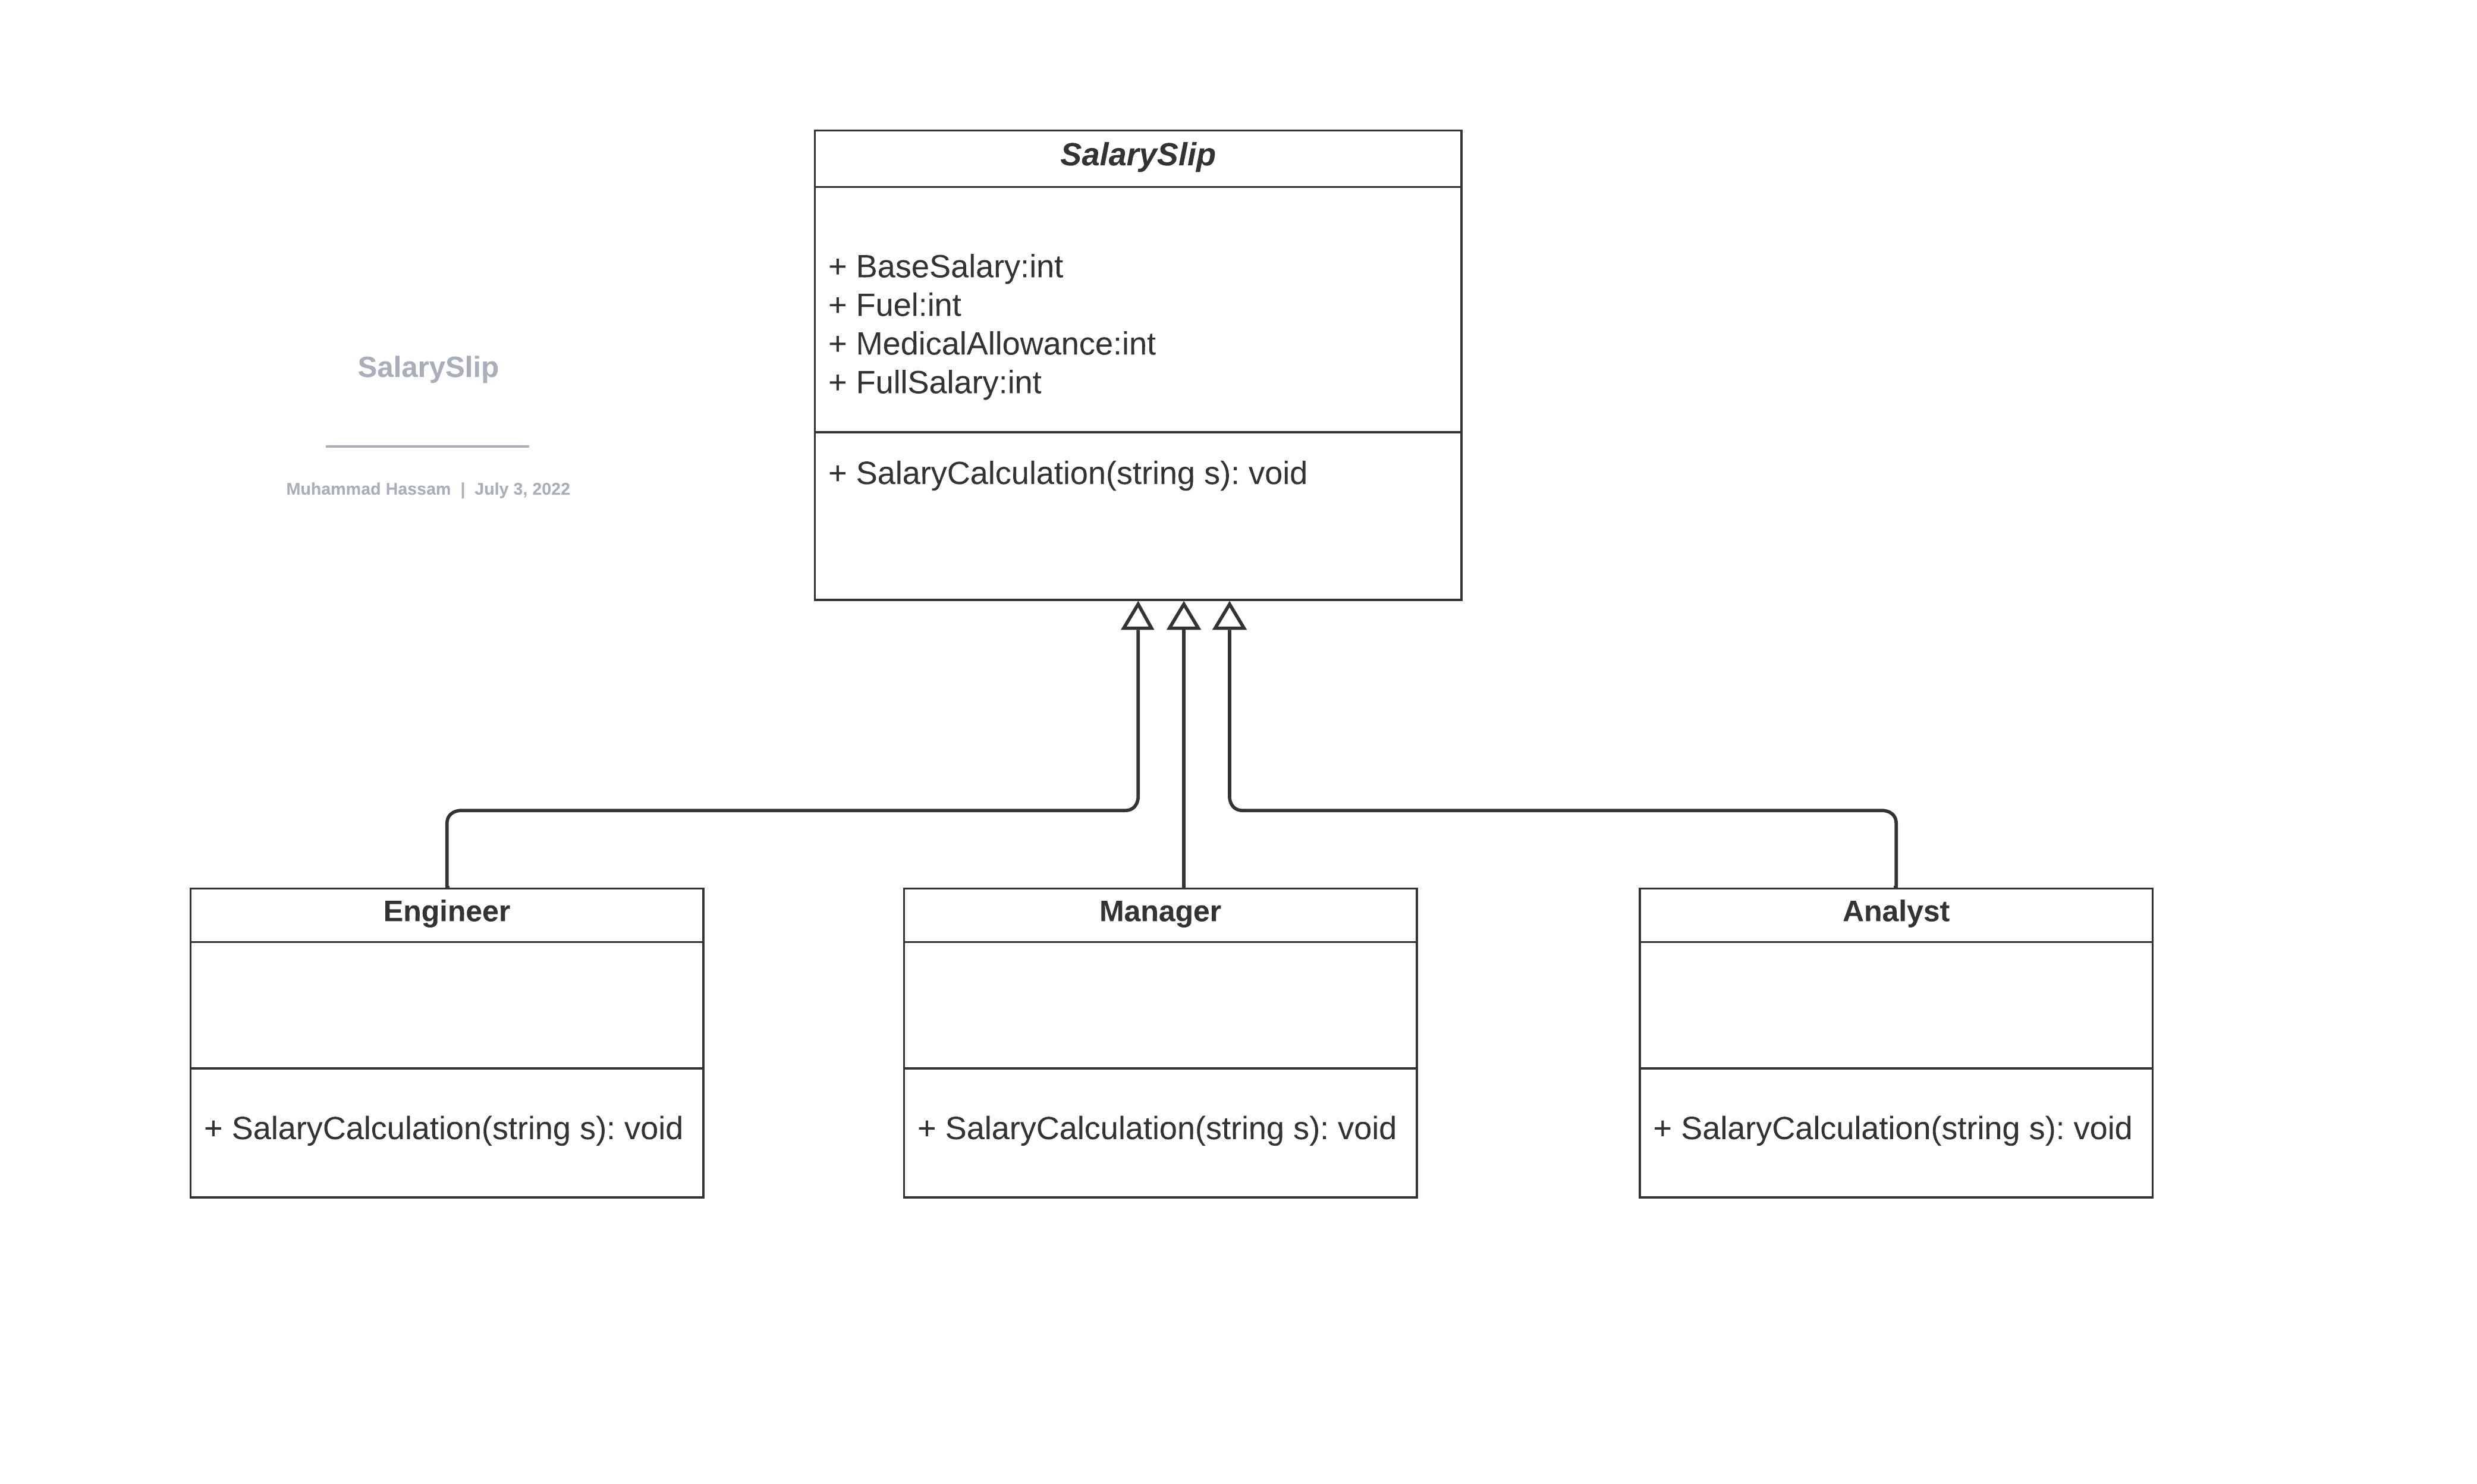 SalarySlip
+ BaseSalary:int
+ Fuel:int
+ MedicalAllowance:int
+ FullSalary:int
+ SalaryCalculation(string s): void
SalarySlip
Muhammad Hassam | July 3, 2022
Engineer
+ SalaryCalculation(string s): void
Manager
+ SalaryCalculation(string s): void
Analyst
+ SalaryCalculation(string s): void